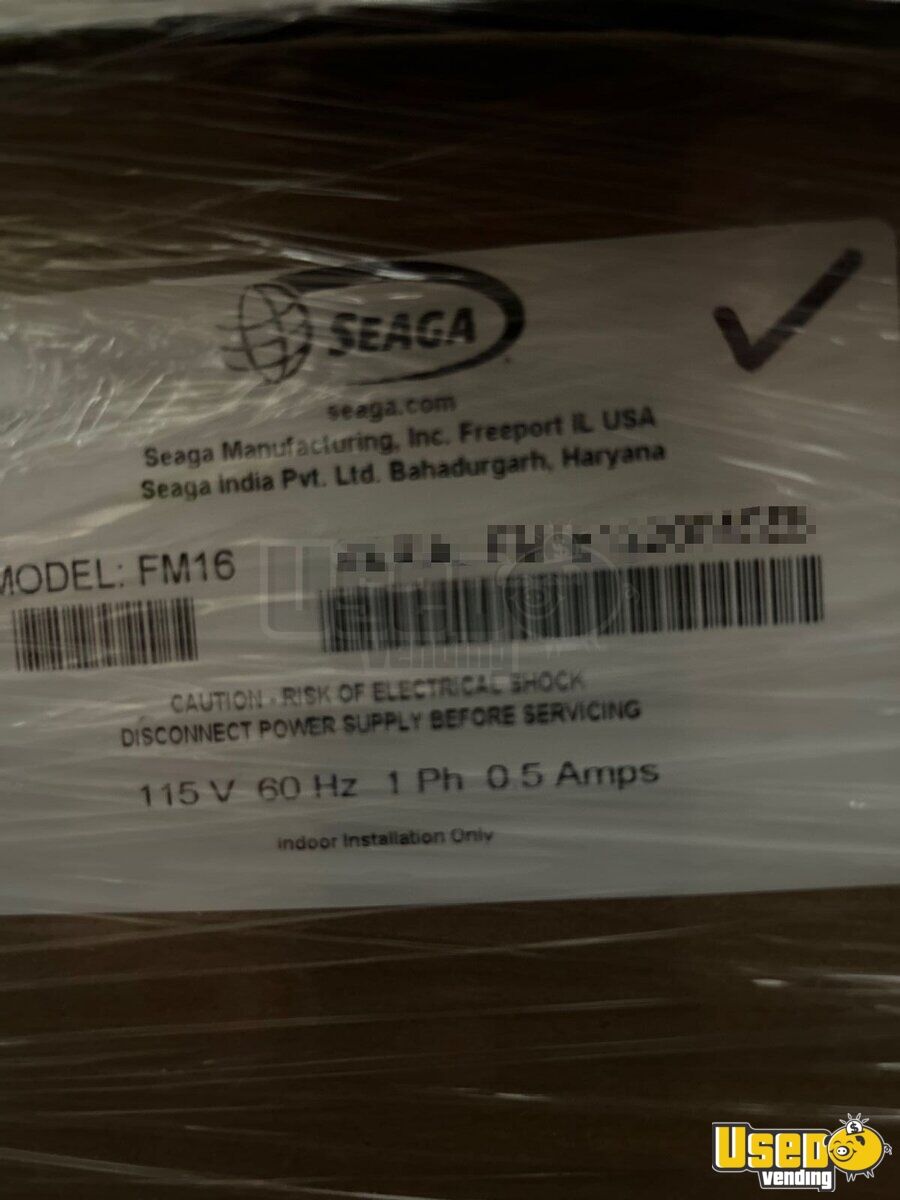 SEAGA
seaga.com
Seaga Manufacturing, Inc. Freeport IL USA
Seaga India Pvt. Ltd. Bahadurgarh, Haryana
MODEL: FM16
Used
Vending
CAUTION - RISK OF ELECTRICAL SHOCK
DISCONNECT POWER SUPPLY BEFORE SERVICING
115 V 60 Hz 1 Ph 0.5 Amps
Indoor Installation Only
USED
vending